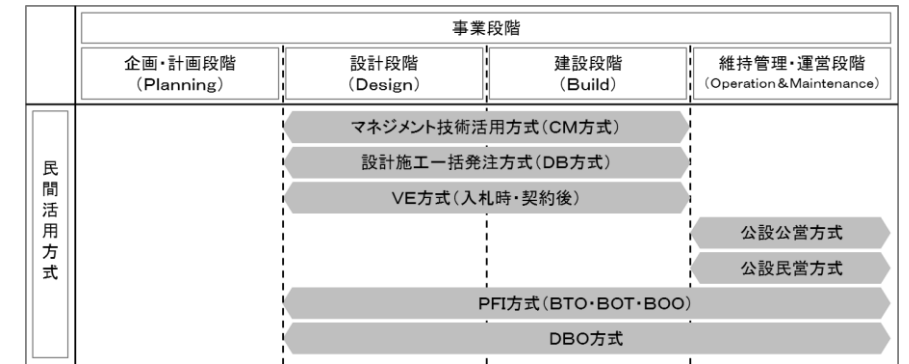 事業段階
企画・計画段階
（Planning）
設計段階
（Design）
建設段階
（Build）
維持管理・運営段階
（Operation＆Maintenance）
民間活用方式
マネジメント技術活用方式（CM方式）
設計施工一括発注方式（DB方式）
VE方式（入札時・契約後）
公設公営方式
公設民営方式
PFI方式（BTO・BOT・BOO）
DBO方式